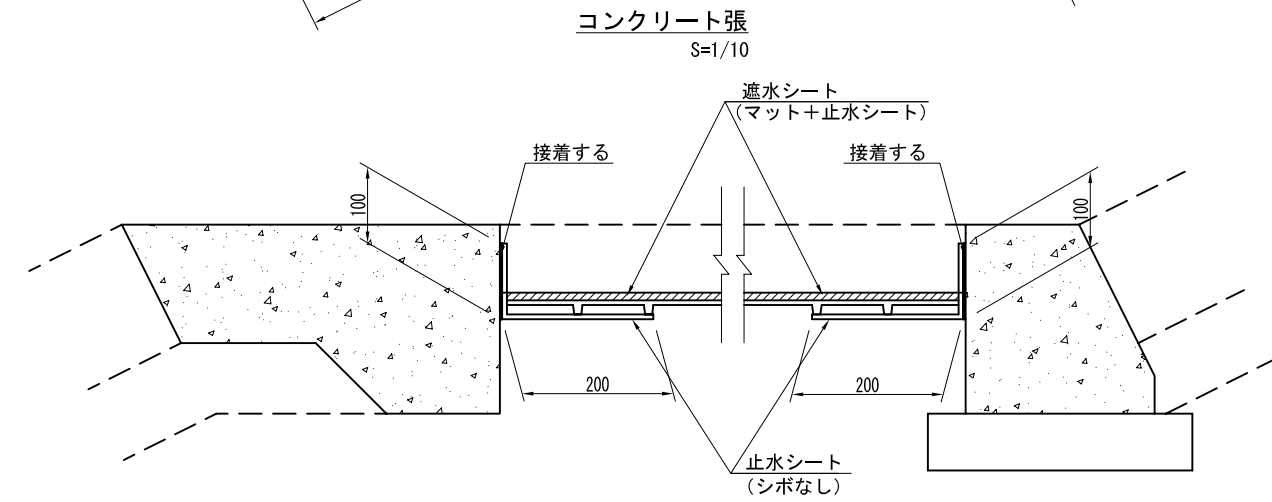 コンクリート張
S=1/10
遮水シート
(マット＋止水シート)
接着する
接着する
100
100
200
200
止水シート
(シボなし)